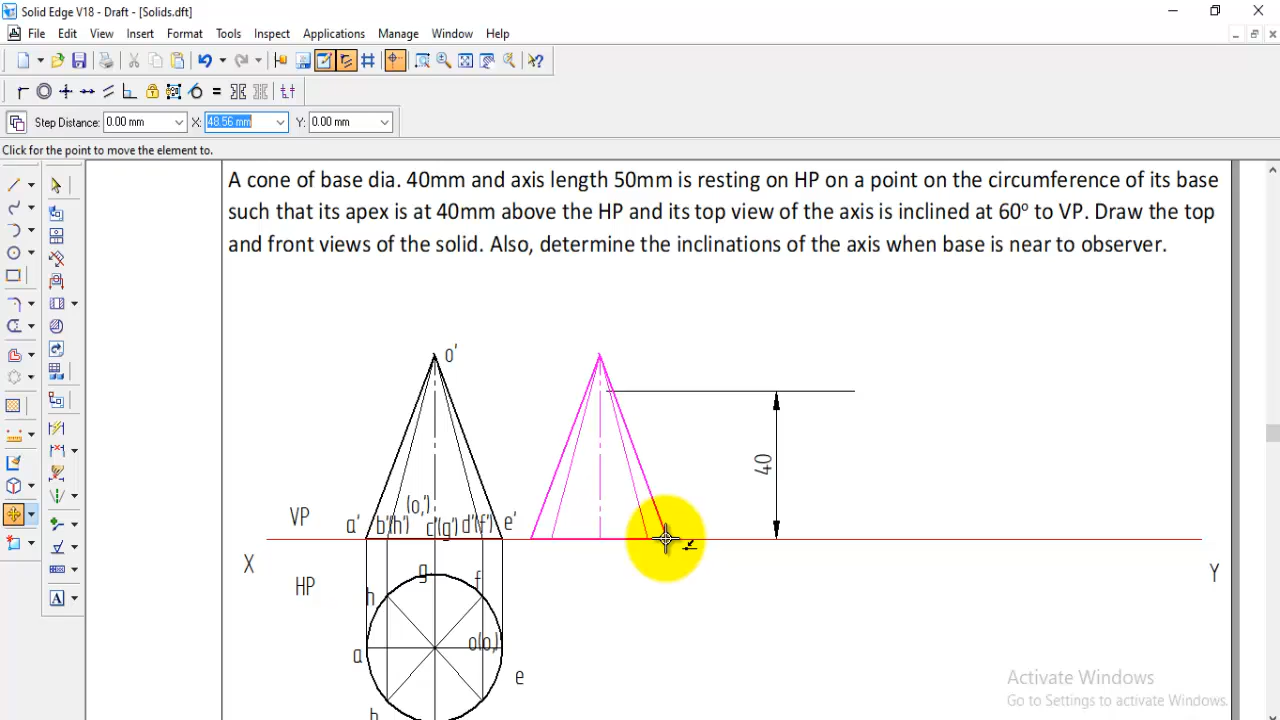 Solid Edge V18 - Draft - [Solids.dft]
File Edit View Insert Format Tools Inspect Applications Manage Window Help
Step Distance: 0.00 mm X: 48.56 mm Y: 0.00 mm
Click for the point to move the element to.
A cone of base dia. 40mm and axis length 50mm is resting on HP on a point on the circumference of its base
such that its apex is at 40mm above the HP and its top view of the axis is inclined at 60º to VP. Draw the top
and front views of the solid. Also, determine the inclinations of the axis when base is near to observer.
o'
40
(o,')
VP a' b'(h') c'(g') d'(f') e'
X Y
HP g f
h
o(o,)
a
e
b
A
Activate Windows
Go to Settings to activate Windows.